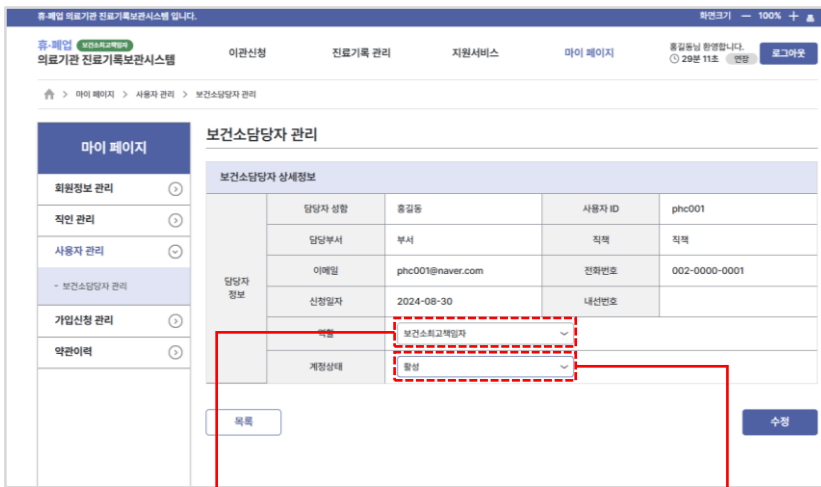 휴·폐업 의료기관 진료기록보관시스템 입니다.
화면크기 — 100% +
휴·폐업 보건소최고책임자
의료기관 진료기록보관시스템
이관신청 진료기록 관리 지원서비스 마이 페이지
홍길동님 환영합니다.
29분 11초 연장
로그아웃
> 마이 페이지 > 사용자 관리 > 보건소담당자 관리
마이 페이지
회원정보 관리
직인 관리
사용자 관리
- 보건소담당자 관리
가입신청 관리
약관이력
보건소담당자 관리
보건소담당자 상세정보
담당자
정보
담당자 성함 홍길동 사용자 ID phc001
담당부서 부서 직책 직책
이메일 phc001@naver.com 전화번호 002-0000-0001
신청일자 2024-08-30 내선번호
역할 보건소최고책임자
계정상태 활성
목록 수정